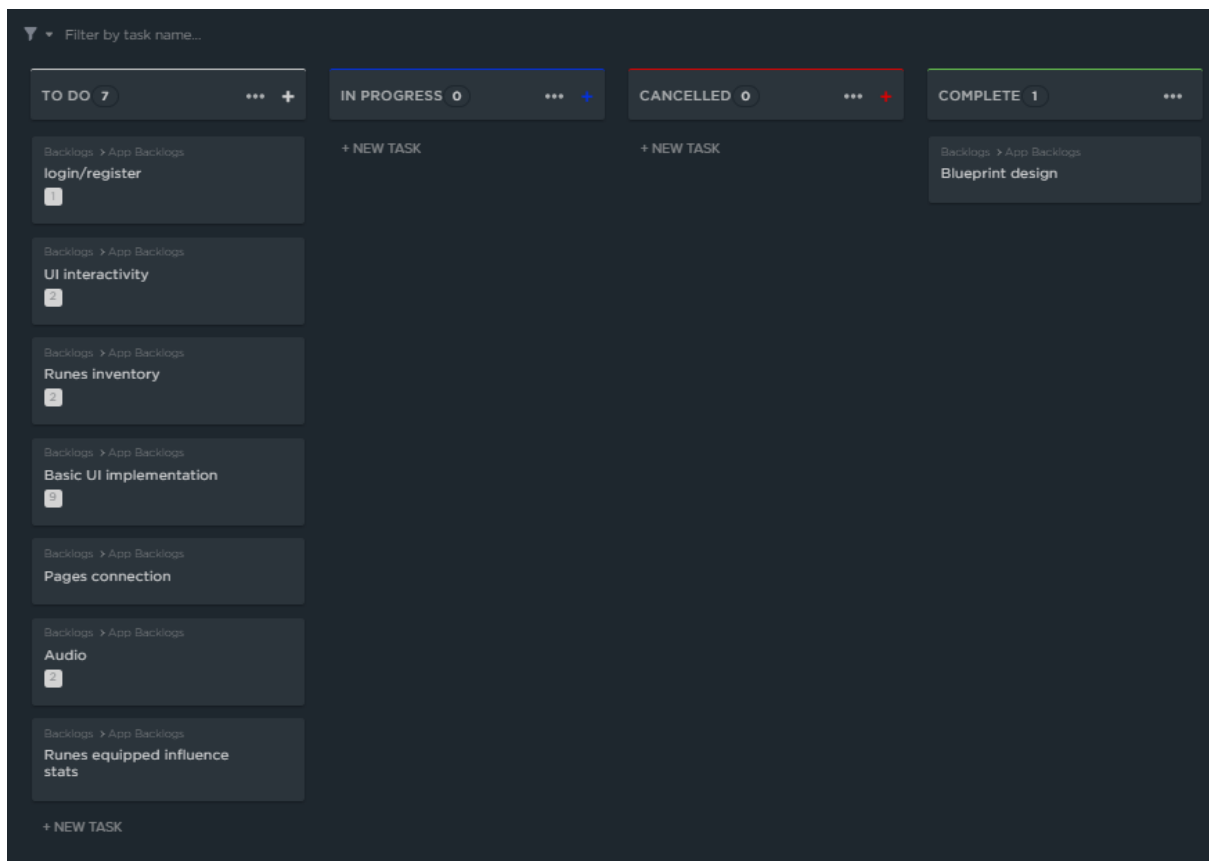 Filter by task name...
TO DO 7
Backlogs > App Backlogs
login/register
1
Backlogs > App Backlogs
UI interactivity
2
Backlogs > App Backlogs
Runes inventory
2
Backlogs > App Backlogs
Basic UI implementation
9
Backlogs > App Backlogs
Pages connection
Backlogs > App Backlogs
Audio
2
Backlogs > App Backlogs
Runes equipped influence
stats
+ NEW TASK
IN PROGRESS 0
+ NEW TASK
CANCELLED 0
+ NEW TASK
COMPLETE 1
Backlogs > App Backlogs
Blueprint design